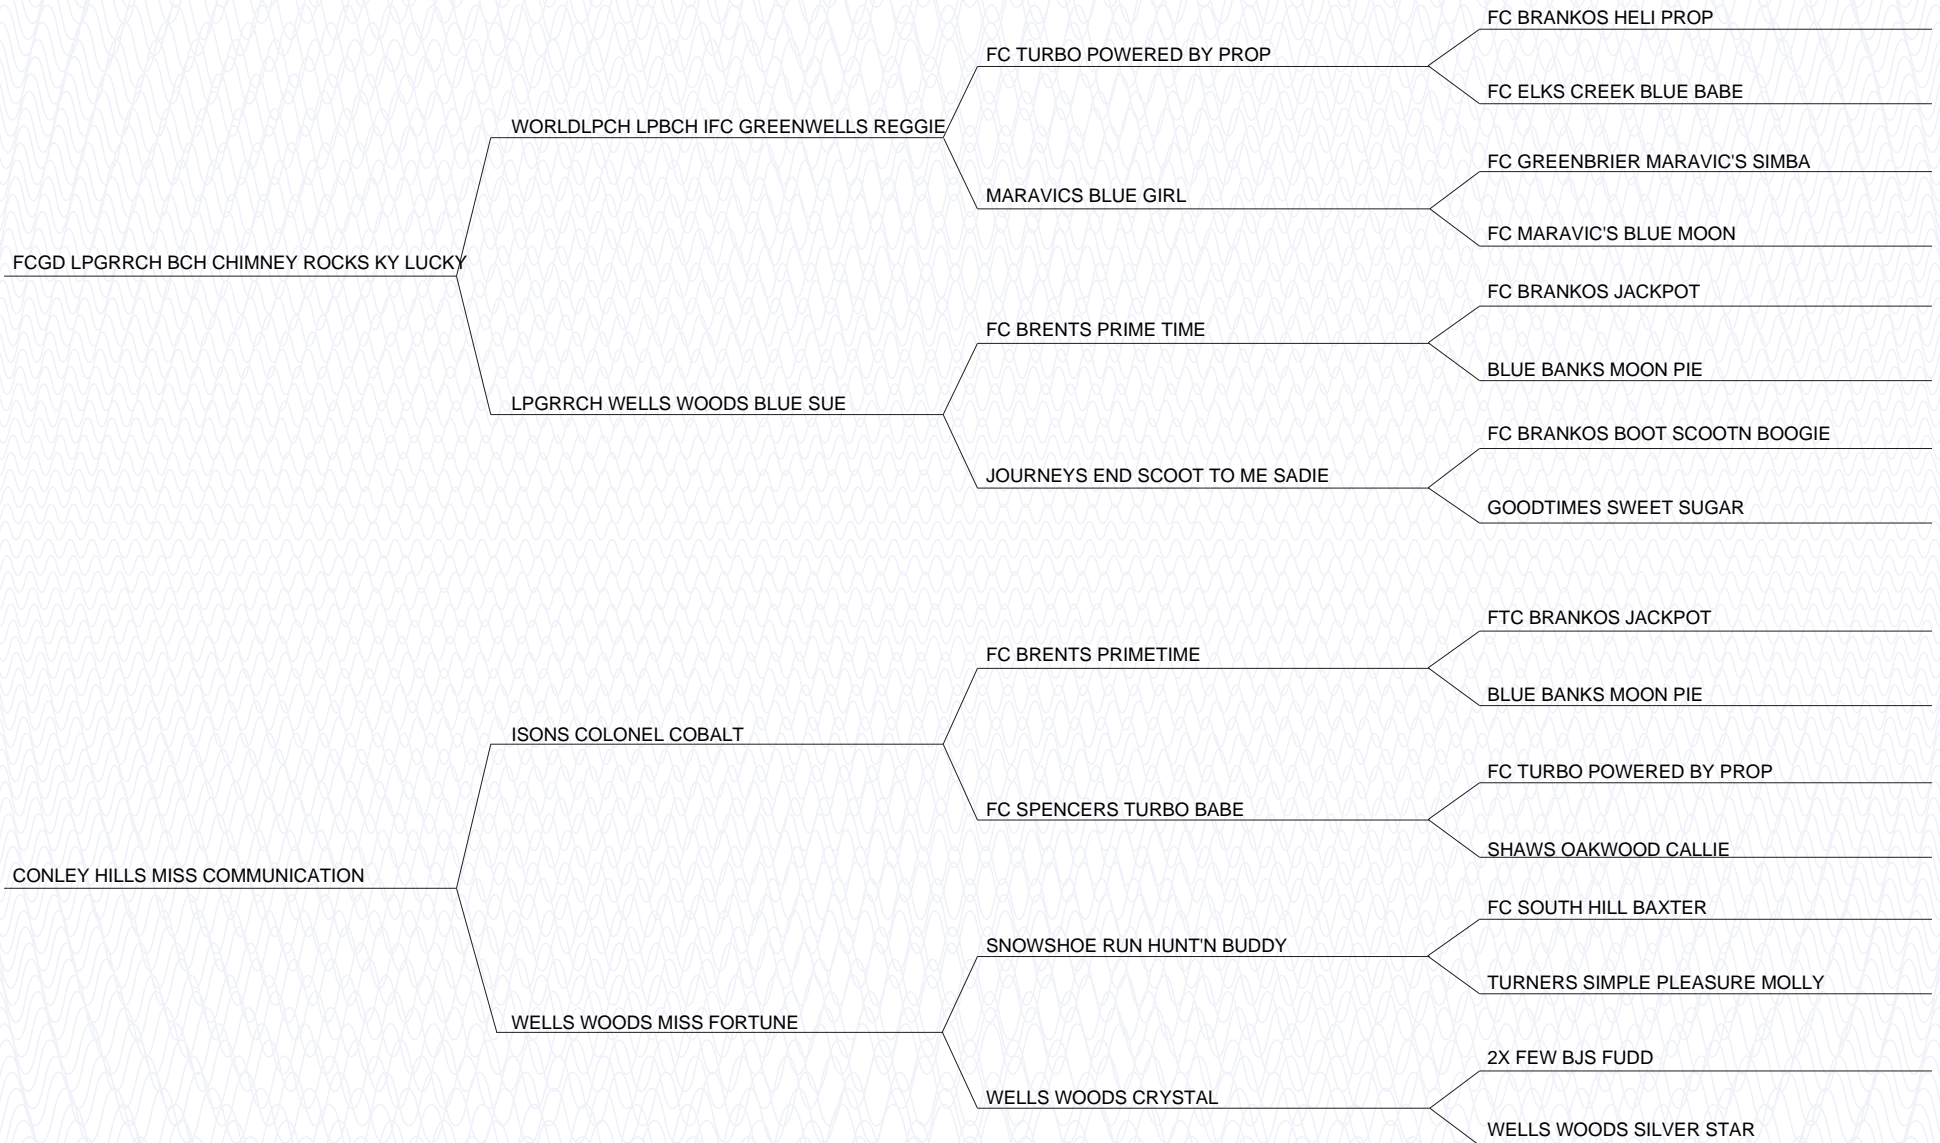 FC BRANKOS HELI PROP
FC TURBO POWERED BY PROP
FC ELKS CREEK BLUE BABE
WORLDLPCH LPBCH IFC GREENWELLS REGGIE
FC GREENBRIER MARAVIC'S SIMBA
MARAVICS BLUE GIRL
FC MARAVIC'S BLUE MOON
FCGD LPGRRCH BCH CHIMNEY ROCKS KY LUCKY
FC BRANKOS JACKPOT
FC BRENTS PRIME TIME
BLUE BANKS MOON PIE
LPGRRCH WELLS WOODS BLUE SUE
FC BRANKOS BOOT SCOOTN BOOGIE
JOURNEYS END SCOOT TO ME SADIE
GOODTIMES SWEET SUGAR
FTC BRANKOS JACKPOT
FC BRENTS PRIMETIME
BLUE BANKS MOON PIE
ISONS COLONEL COBALT
FC TURBO POWERED BY PROP
FC SPENCERS TURBO BABE
SHAWS OAKWOOD CALLIE
CONLEY HILLS MISS COMMUNICATION
FC SOUTH HILL BAXTER
SNOWSHOE RUN HUNT'N BUDDY
TURNERS SIMPLE PLEASURE MOLLY
WELLS WOODS MISS FORTUNE
2X FEW BJS FUDD
WELLS WOODS CRYSTAL
WELLS WOODS SILVER STAR